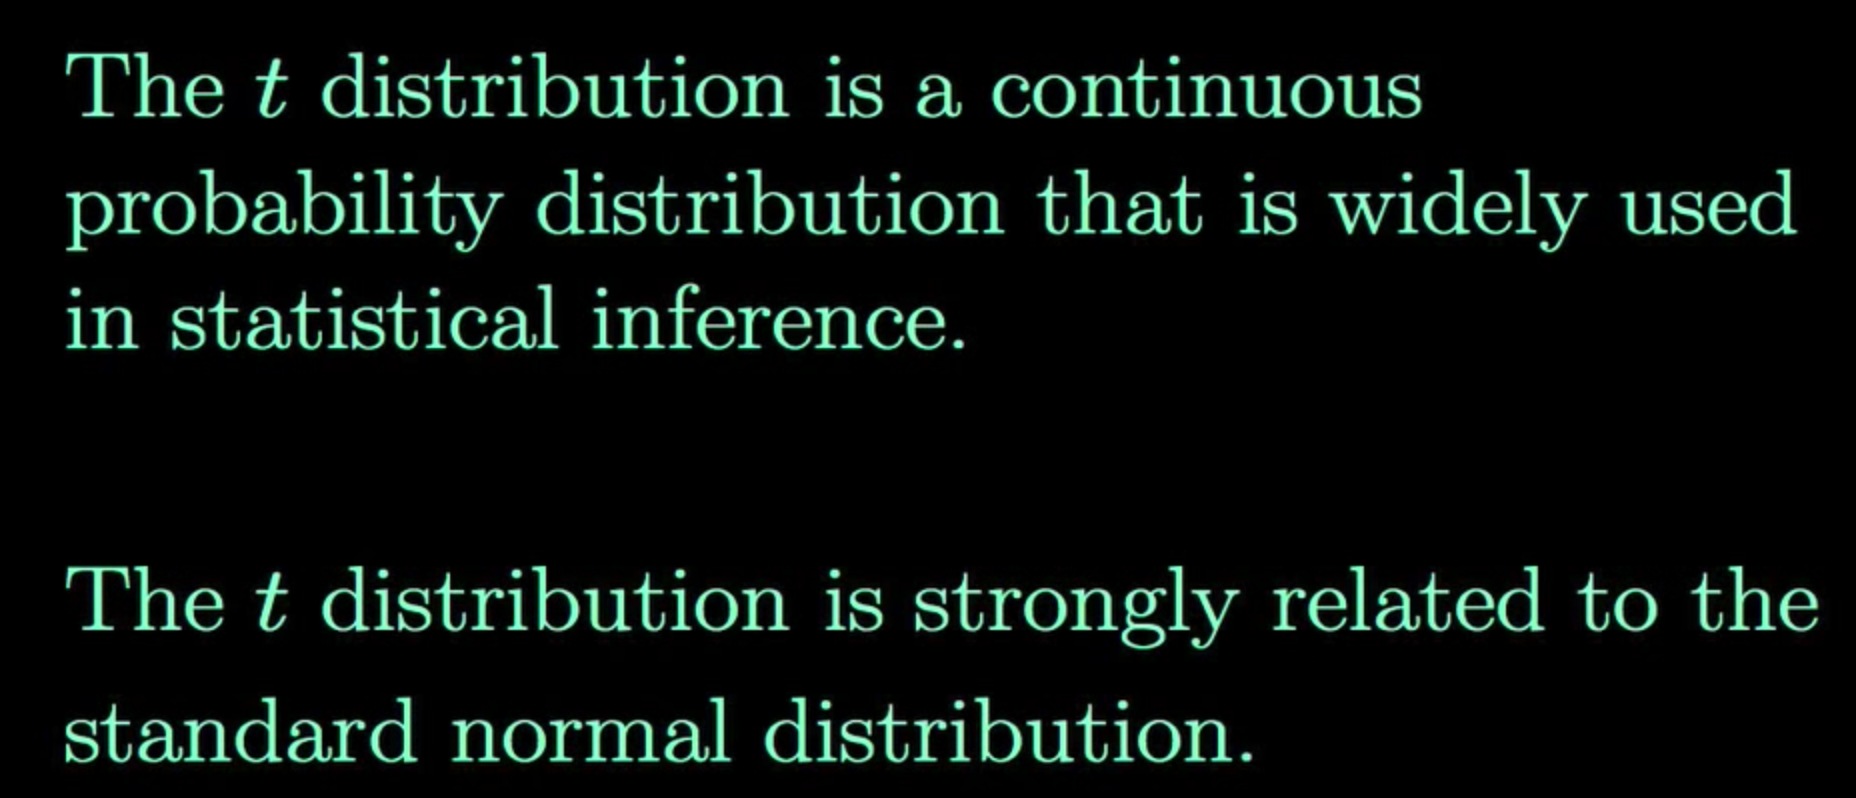 The t distribution is a continuous
probability distribution that is widely used
in statistical inference.
The t distribution is strongly related to the
standard normal distribution.